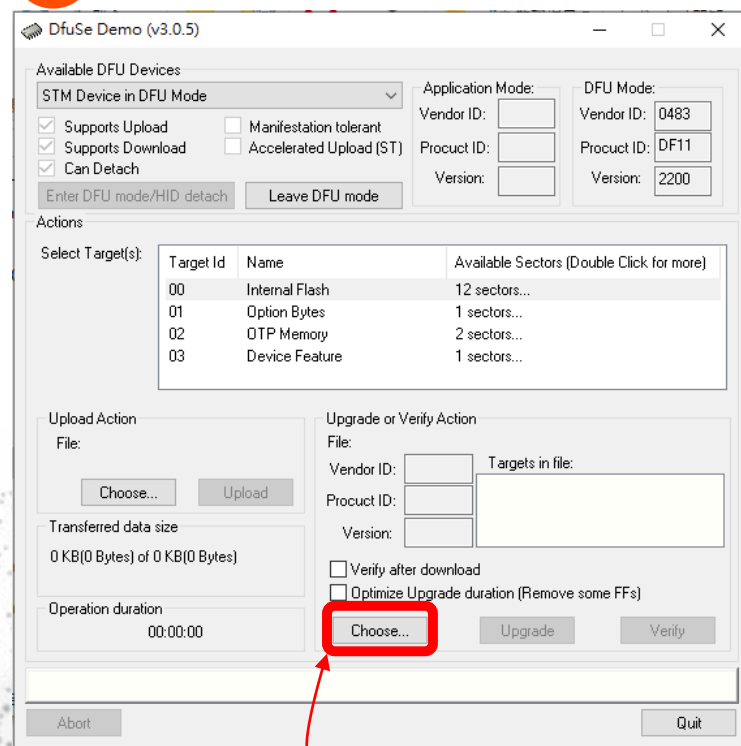 DfuSe Demo (v3.0.5)
Available DFU Devices
STM Device in DFU Mode
Supports Upload
Manifestation tolerant
Supports Download
Accelerated Upload (ST)
Can Detach
Enter DFU mode/HID detach
Leave DFU mode
Application Mode:
Vendor ID:
Procuct ID:
Version:
DFU Mode:
Vendor ID: 0483
Procuct ID: DF11
Version: 2200
Actions
Select Target(s):
Target Id Name Available Sectors (Double Click for more)
00 Internal Flash 12 sectors...
01 Option Bytes 1 sectors...
02 OTP Memory 2 sectors...
03 Device Feature 1 sectors...
Upload Action
File:
Choose... Upload
Transferred data size
0 KB(0 Bytes) of 0 KB(0 Bytes)
Operation duration
00:00:00
Upgrade or Verify Action
File:
Vendor ID:
Procuct ID:
Version:
Targets in file:
Verify after download
Optimize Upgrade duration (Remove some FFs)
Choose... Upgrade Verify
Abort Quit